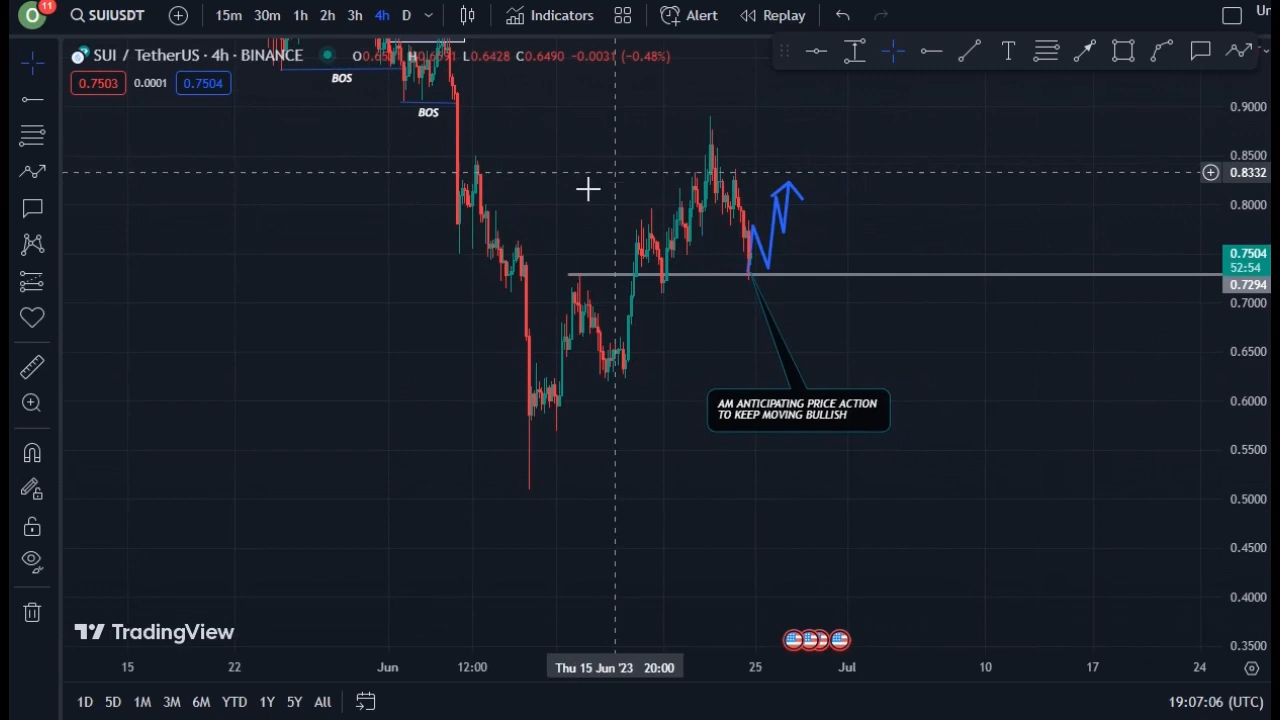 O
11
SUIUSDT
15m 30m 1h 2h 3h 4h D
Indicators
Alert
Replay
SUI / TetherUS · 4h · BINANCE
L0.6428 C0.6490 -0.0031 (-0.48%)
0.7503
0.0001
0.7504
BOS
BOS
0.9000
0.8500
0.8332
0.8000
0.7504
52:54
0.7294
0.7000
0.6500
0.6000
0.5500
0.5000
0.4500
0.4000
0.3500
AM ANTICIPATING PRICE ACTION
TO KEEP MOVING BULLISH
TradingView
15 22 Jun 12:00 Thu 15 Jun '23 20:00 25 Jul 10 17 24
1D 5D 1M 3M 6M YTD 1Y 5Y All
19:07:06 (UTC)